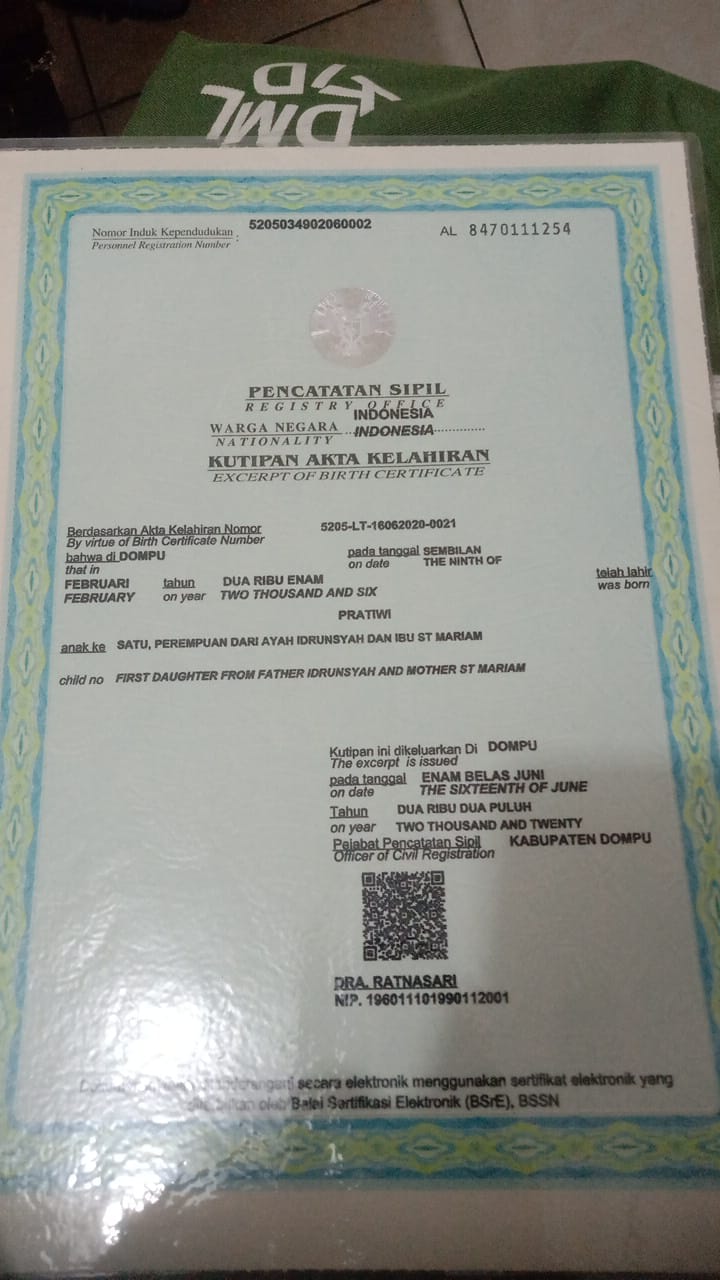 KID
DML
Nomor Induk Kependudukan : 5205034902060002
Personnel Registration Number
AL 8470111254
PENCATATAN SIPIL
REGISTRY OFFICE
WARGA NEGARA INDONESIA
NATIONALITY INDONESIA
KUTIPAN AKTA KELAHIRAN
EXCERPT OF BIRTH CERTIFICATE
Berdasarkan Akta Kelahiran Nomor 5205-LT-16062020-0021
By virtue of Birth Certificate Number
bahwa di DOMPU pada tanggal SEMBILAN
that in on date THE NINTH OF
FEBRUARI tahun DUA RIBU ENAM telah lahir
FEBRUARY on year TWO THOUSAND AND SIX was born
PRATIWI
anak ke SATU, PEREMPUAN DARI AYAH IDRUNSYAH DAN IBU ST MARIAM
child no FIRST DAUGHTER FROM FATHER IDRUNSYAH AND MOTHER ST MARIAM
Kutipan ini dikeluarkan Di DOMPU
The excerpt is issued
pada tanggal ENAM BELAS JUNI
on date THE SIXTEENTH OF JUNE
Tahun DUA RIBU DUA PULUH
on year TWO THOUSAND AND TWENTY
Pejabat Pencatatan Sipil KABUPATEN DOMPU
Officer of Civil Registration
DRA. RATNASARI
NIP. 196011101990112001
secara elektronik menggunakan sertifikat elektronik yang
oleh Balai Sertifikasi Elektronik (BSrE), BSSN